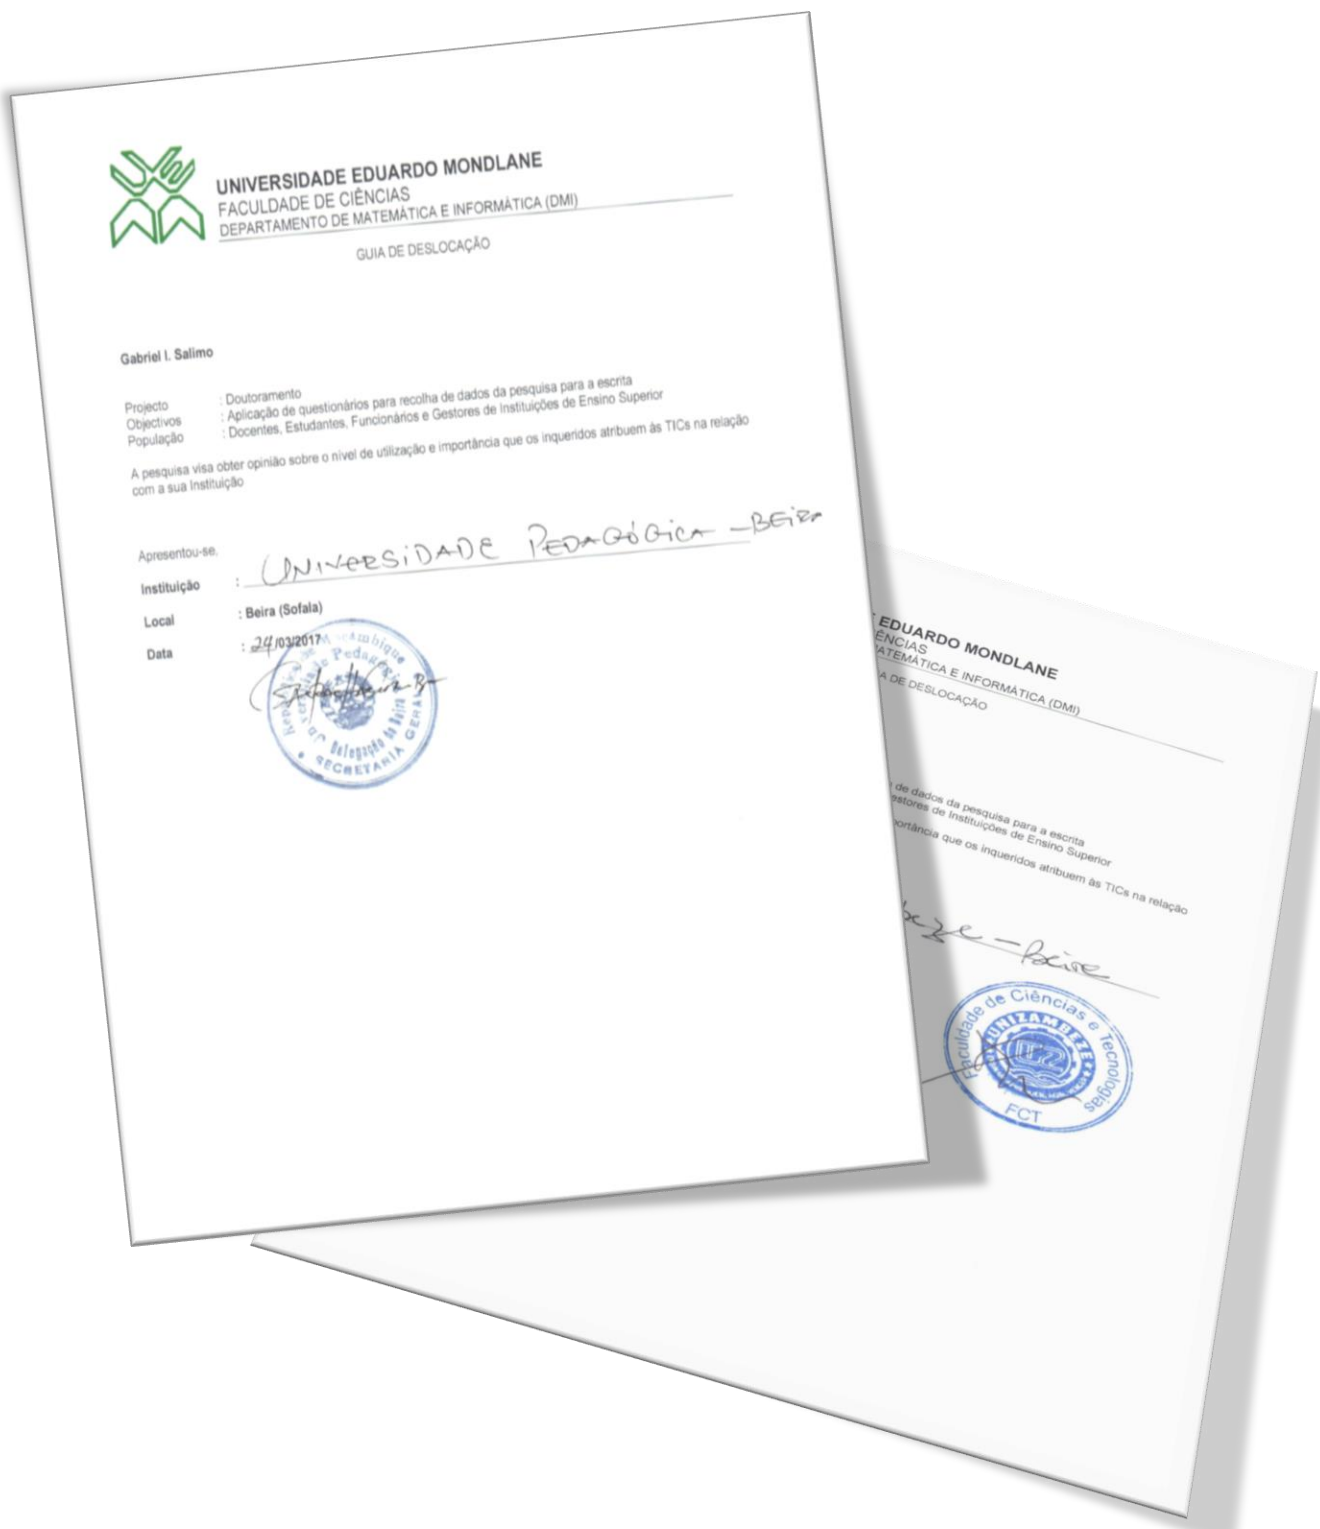 UNIVERSIDADE EDUARDO MONDLANE
FACULDADE DE CIÊNCIAS
DEPARTAMENTO DE MATEMÁTICA E INFORMÁTICA (DMI)
GUIA DE DESLOCAÇÃO
Gabriel I. Salimo
Projecto : Doutoramento
Objectivos : Aplicação de questionários para recolha de dados da pesquisa para a escrita
População : Docentes, Estudantes, Funcionários e Gestores de Instituições de Ensino Superior
A pesquisa visa obter opinião sobre o nível de utilização e importância que os inqueridos atribuem às TICs na relação
com a sua Instituição
Apresentou-se.
Instituição : UNIVERSIDADE PEDAGÓGICA - BEIRA
Local : Beira (Sofala)
Data : 24/03/2017
Delegação da Beira
SECRETARIA GERAL
EDUARDO MONDLANE
ÊNCIAS
ATEMÁTICA E INFORMÁTICA (DMI)
A DE DESLOCAÇÃO
de dados da pesquisa para a escrita
estores de Instituições de Ensino Superior
portância que os inqueridos atribuem às TICs na relação
beze - Beira
Faculdade de Ciências e Tecnologias
UNIZAMBEZE
UZ
FCT